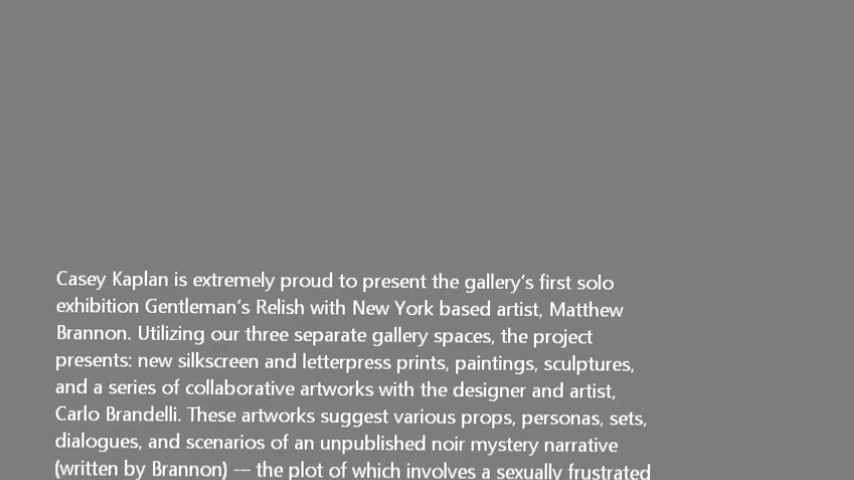 Casey Kaplan is extremely proud to present the gallery's first solo
exhibition Gentleman's Relish with New York based artist, Matthew
Brannon. Utilizing our three separate gallery spaces, the project
presents: new silkscreen and letterpress prints, paintings, sculptures,
and a series of collaborative artworks with the designer and artist,
Carlo Brandelli. These artworks suggest various props, personas, sets,
dialogues, and scenarios of an unpublished noir mystery narrative
(written by Brannon) -– the plot of which involves a sexually frustrated